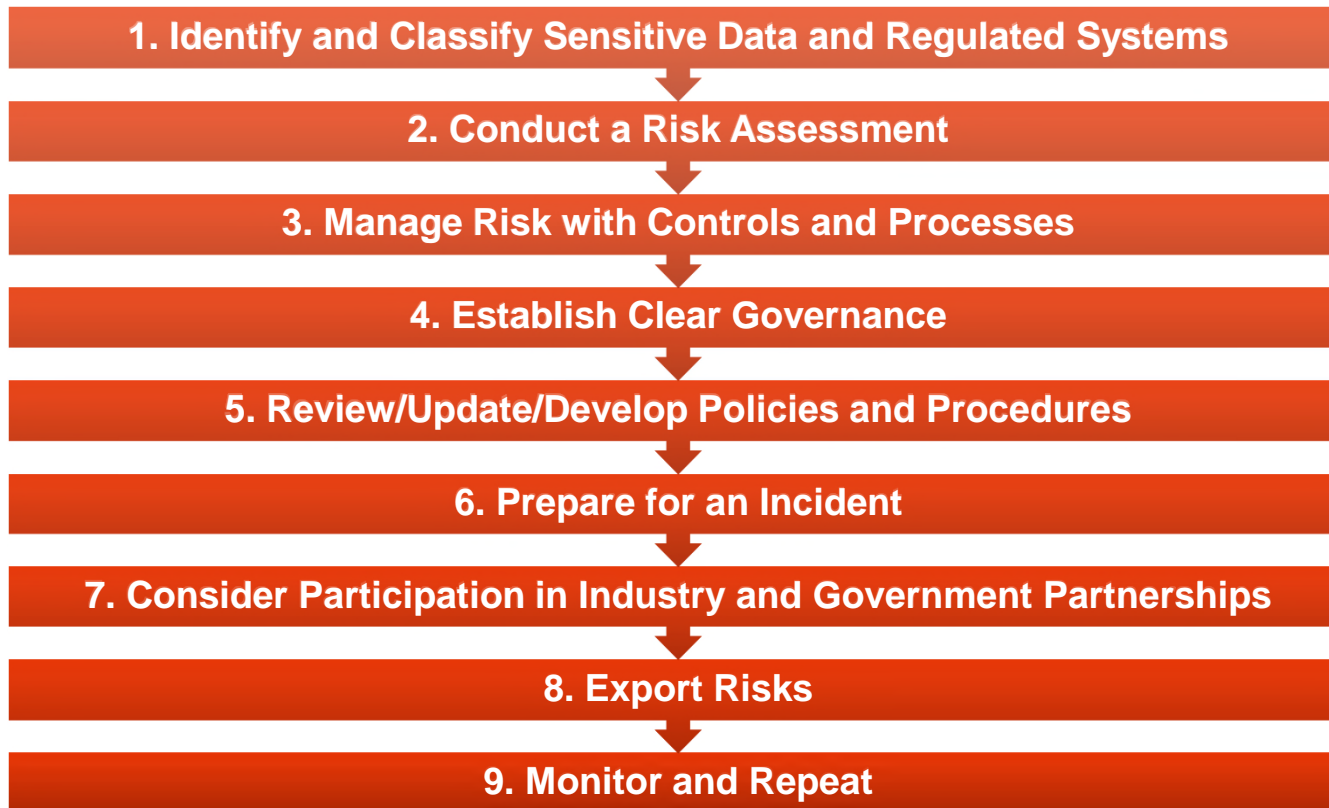 1. Identify and Classify Sensitive Data and Regulated Systems
2. Conduct a Risk Assessment
3. Manage Risk with Controls and Processes
4. Establish Clear Governance
5. Review/Update/Develop Policies and Procedures
6. Prepare for an Incident
7. Consider Participation in Industry and Government Partnerships
8. Export Risks
9. Monitor and Repeat